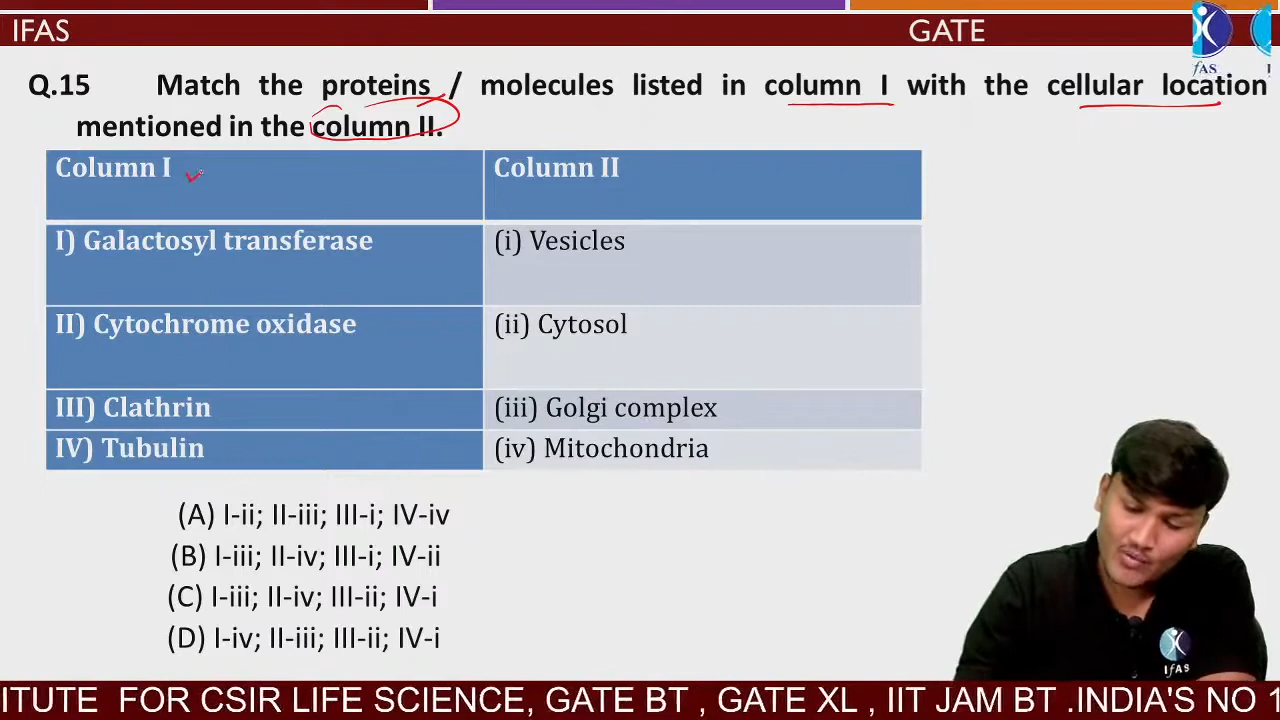 IFAS GATE
ifAS
Q.15 Match the proteins / molecules listed in column I with the cellular location
mentioned in the column II.
Column I Column II
I) Galactosyl transferase (i) Vesicles
II) Cytochrome oxidase (ii) Cytosol
III) Clathrin (iii) Golgi complex
IV) Tubulin (iv) Mitochondria
(A) I-ii; II-iii; III-i; IV-iv
(B) I-iii; II-iv; III-i; IV-ii
(C) I-iii; II-iv; III-ii; IV-i
(D) I-iv; II-iii; III-ii; IV-i
IfAS
ITUTE FOR CSIR LIFE SCIENCE, GATE BT , GATE XL , IIT JAM BT .INDIA'S NO 1